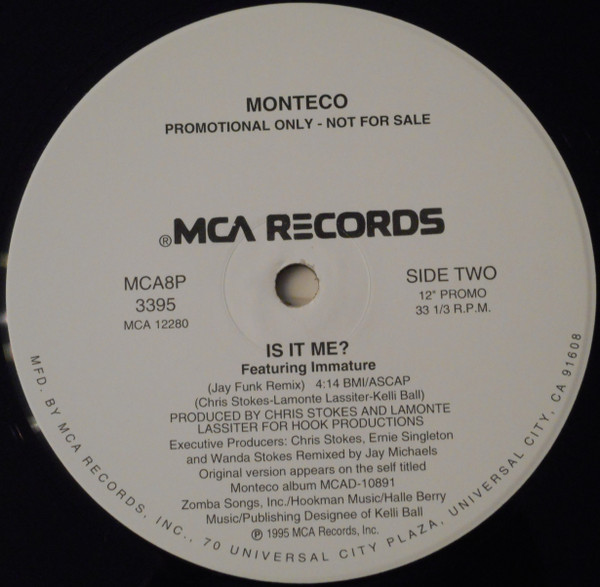 MONTECO
PROMOTIONAL ONLY - NOT FOR SALE
®MCA RECORDS
MCA8P
3395
MCA 12280
SIDE TWO
12" PROMO
33 1/3 R.P.M.
IS IT ME?
Featuring Immature
(Jay Funk Remix) 4:14 BMI/ASCAP
(Chris Stokes-Lamonte Lassiter-Kelli Ball)
PRODUCED BY CHRIS STOKES AND LAMONTE
LASSITER FOR HOOK PRODUCTIONS
Executive Producers: Chris Stokes, Ernie Singleton
and Wanda Stokes Remixed by Jay Michaels
Original version appears on the self titled
Monteco album MCAD-10891
Zomba Songs, Inc./Hookman Music/Halle Berry
Music/Publishing Designee of Kelli Ball
℗ 1995 MCA Records, Inc.
MFD. BY MCA RECORDS, INC., 70 UNIVERSAL CITY PLAZA, UNIVERSAL CITY, CA 91608